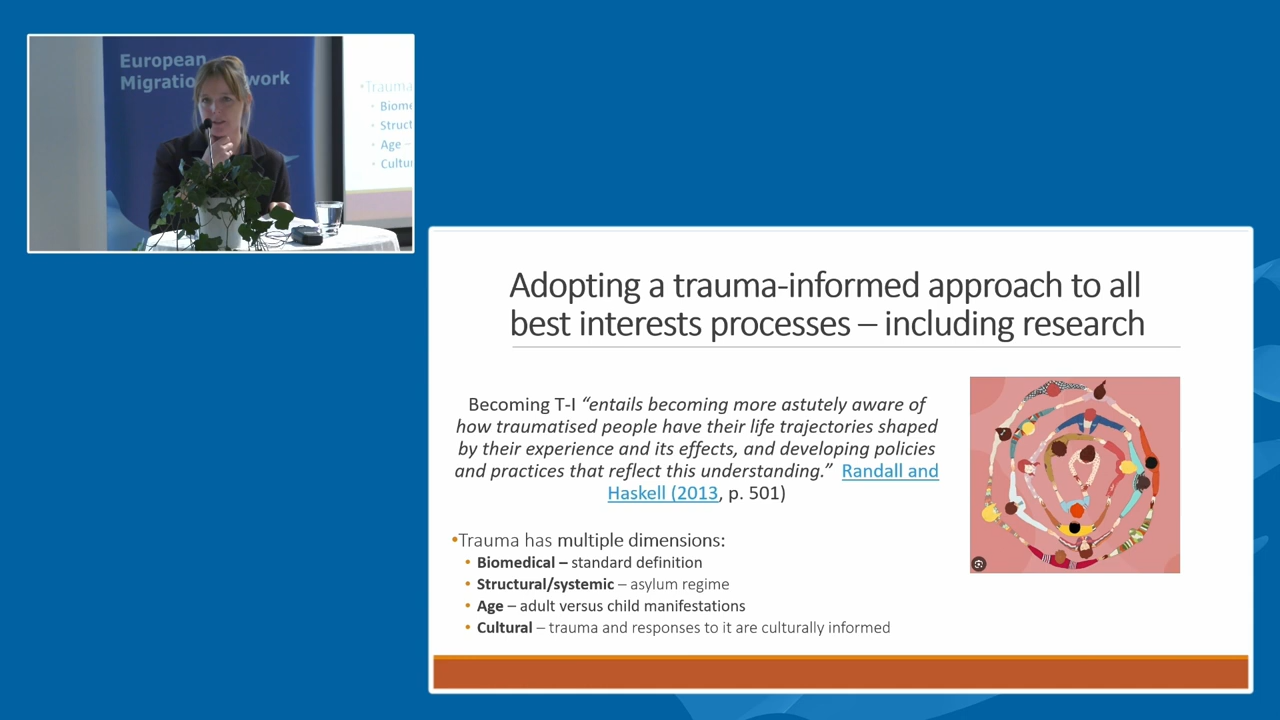 European
Migratio work
•Trauma
• Biome
• Struct
• Age –
• Cultu
Adopting a trauma-informed approach to all
best interests processes – including research
Becoming T-I “entails becoming more astutely aware of
how traumatised people have their life trajectories shaped
by their experience and its effects, and developing policies
and practices that reflect this understanding.” Randall and
Haskell (2013, p. 501)
•Trauma has multiple dimensions:
• Biomedical – standard definition
• Structural/systemic – asylum regime
• Age – adult versus child manifestations
• Cultural – trauma and responses to it are culturally informed